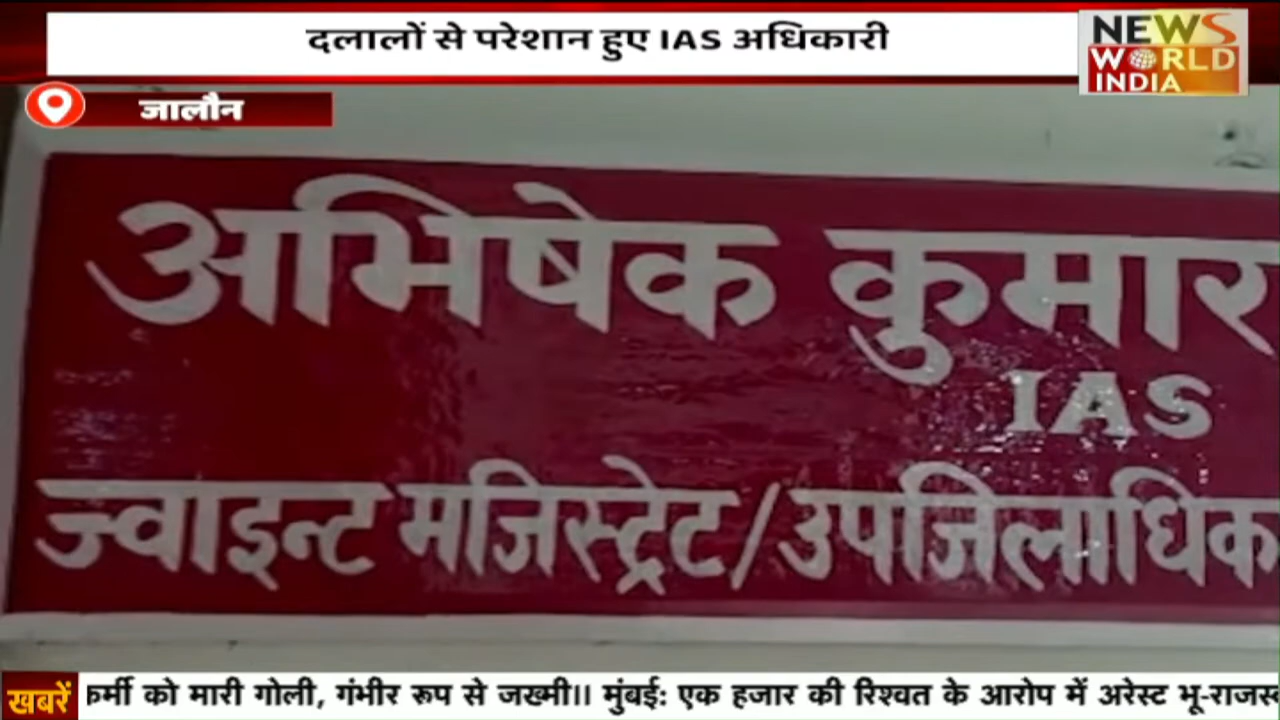 दलालों से परेशान हुए IAS अधिकारी
NEWS
WORLD
INDIA
जालौन
अभिषेक कुमार
IAS
ज्वाइन्ट मजिस्ट्रेट/उपजिलाधिक
खबरें
कर्मी को मारी गोली, गंभीर रूप से जख्मी।। मुंबई: एक हजार की रिश्वत के आरोप में अरेस्ट भू-राजस्